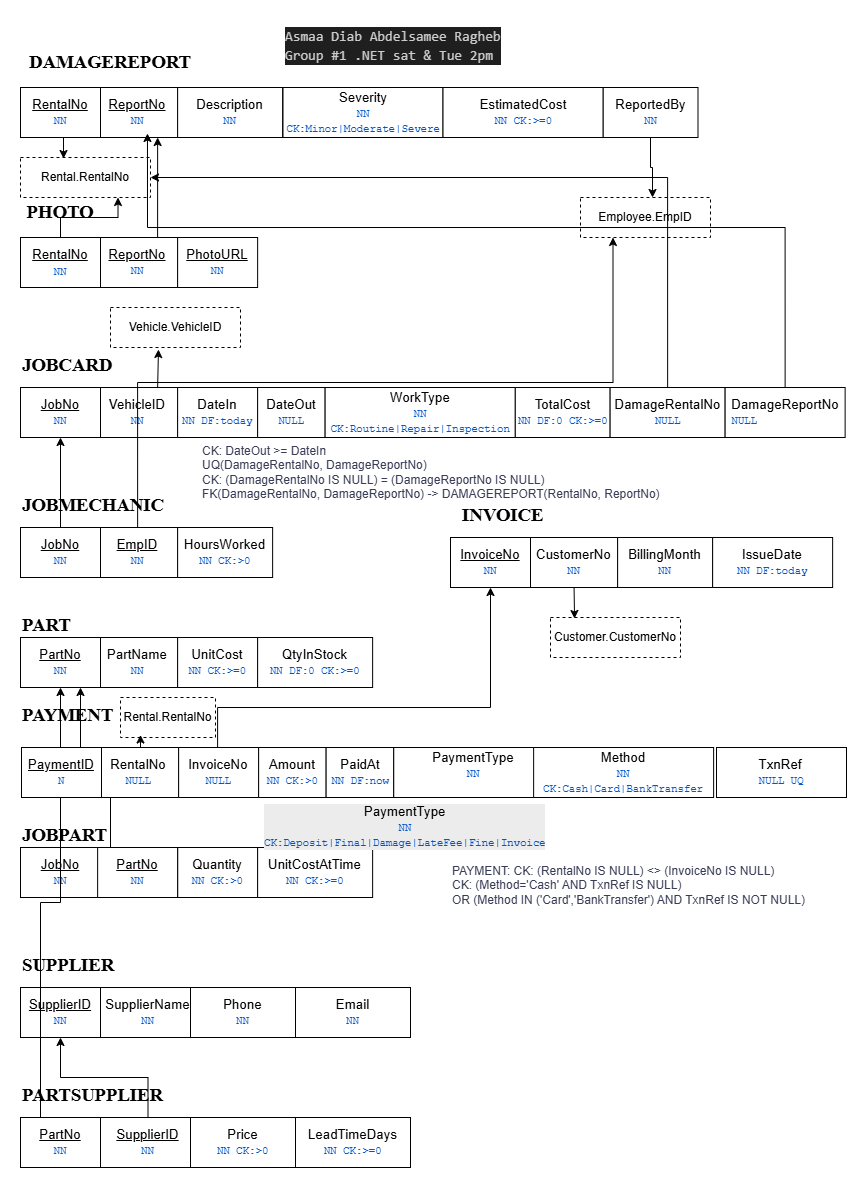 Asmaa Diab Abdelsamee Ragheb
Group #1 .NET sat & Tue 2pm
DAMAGEREPORT
RentalNo ReportNo Description Severity EstimatedCost ReportedBy
NN NN NN NN NN CK:>=0 NN
CK:Minor|Moderate|Severe
Rental.RentalNo
PHOTO
Employee.EmpID
RentalNo ReportNo PhotoURL
NN NN NN
Vehicle.VehicleID
JOBCARD
JobNo VehicleID DateIn DateOut WorkType TotalCost DamageRentalNo DamageReportNo
NN NN NN DF:today NULL NN NN DF:0 CK:>=0 NULL NULL
CK:Routine|Repair|Inspection
CK: DateOut >= DateIn
UQ(DamageRentalNo, DamageReportNo)
CK: (DamageRentalNo IS NULL) = (DamageReportNo IS NULL)
FK(DamageRentalNo, DamageReportNo) -> DAMAGEREPORT(RentalNo, ReportNo)
JOBMECHANIC
JobNo EmpID HoursWorked
NN NN NN CK:>0
INVOICE
InvoiceNo CustomerNo BillingMonth IssueDate
NN NN NN NN DF:today
Customer.CustomerNo
PART
PartNo PartName UnitCost QtyInStock
NN NN NN CK:>=0 NN DF:0 CK:>=0
PAYMENT
Rental.RentalNo
PaymentID RentalNo InvoiceNo Amount PaidAt PaymentType Method TxnRef
N NULL NULL NN CK:>0 NN DF:now NN NN NULL UQ
CK:Cash|Card|BankTransfer
PaymentType
NN
CK:Deposit|Final|Damage|LateFee|Fine|Invoice
JOBPART
JobNo PartNo Quantity UnitCostAtTime
NN NN NN CK:>0 NN CK:>=0
PAYMENT: CK: (RentalNo IS NULL) <> (InvoiceNo IS NULL)
CK: (Method='Cash' AND TxnRef IS NULL)
OR (Method IN ('Card','BankTransfer') AND TxnRef IS NOT NULL)
SUPPLIER
SupplierID SupplierName Phone Email
NN NN NN NN
PARTSUPPLIER
PartNo SupplierID Price LeadTimeDays
NN NN NN CK:>0 NN CK:>=0